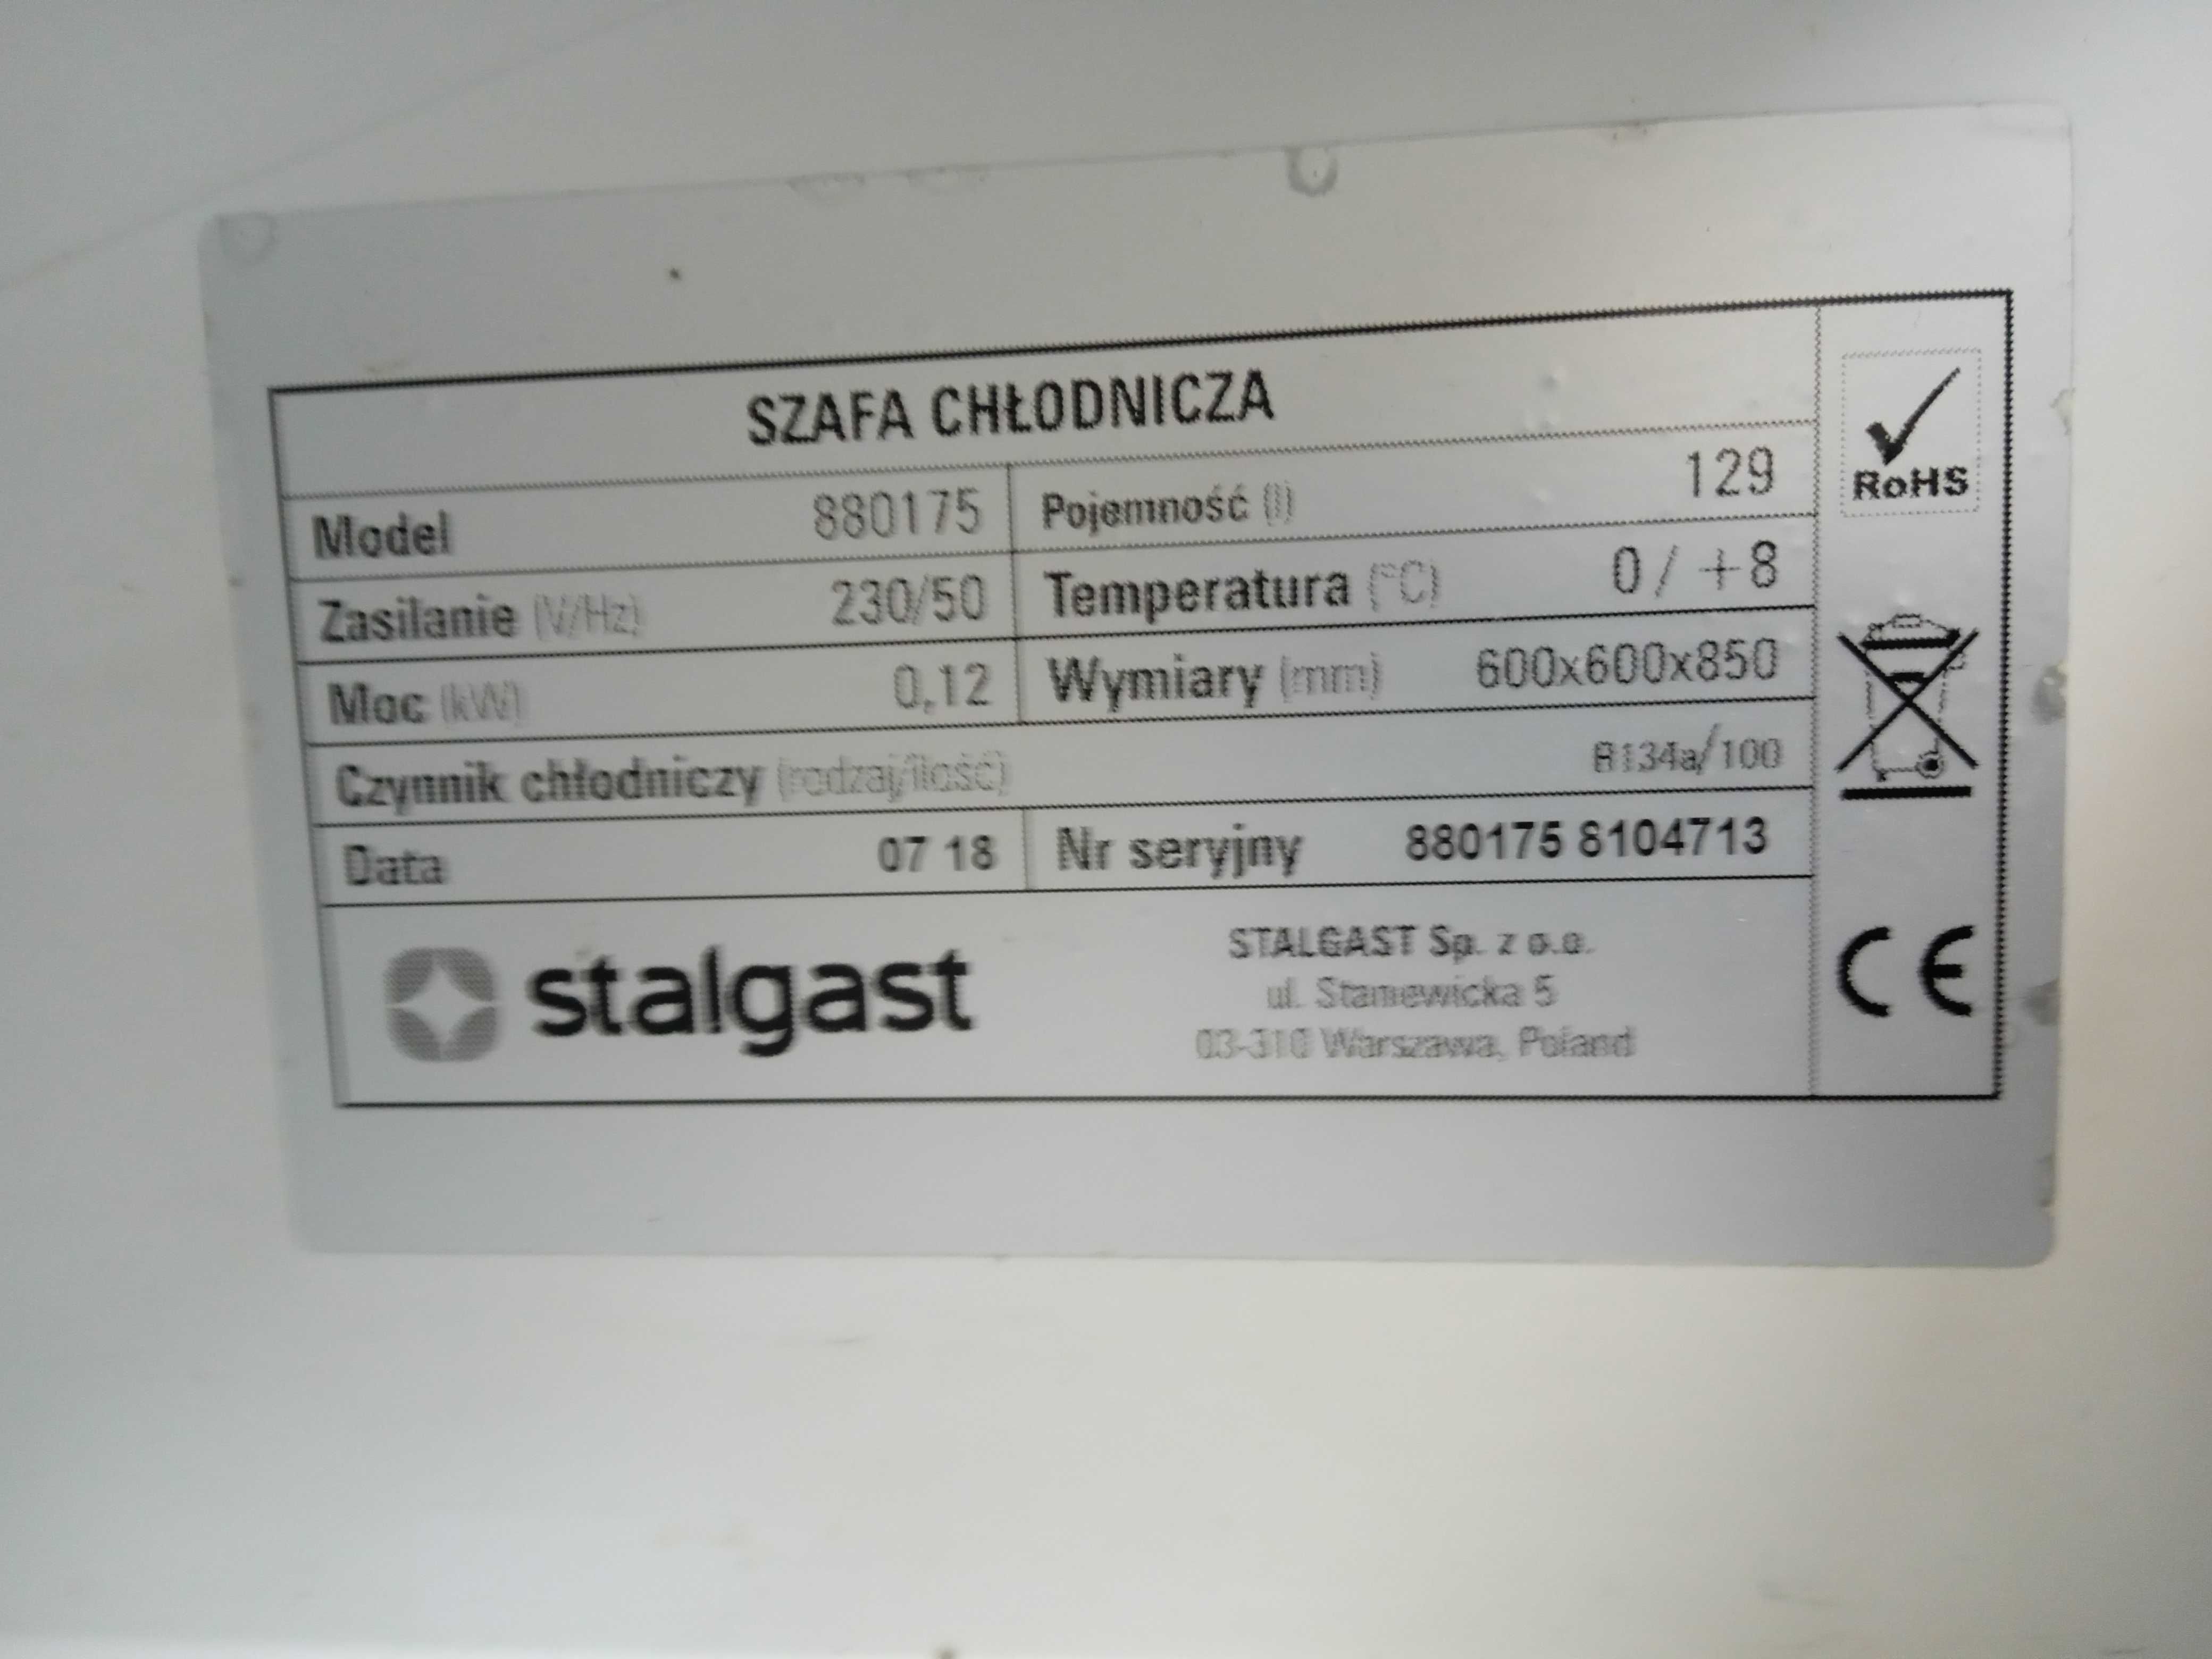 SZAFA CHŁODNICZA
Model 880175 Pojemność (l) 129
Zasilanie (V/Hz) 230/50 Temperatura (°C) 0 / +8
Moc (kW) 0,12 Wymiary (mm) 600x600x850
Czynnik chłodniczy (rodzaj/ilość) R134a/100
Data 07 18 Nr seryjny 880175 8104713
stalgast
STALGAST Sp. z o.o.
ul. Staniewicka 5
03-310 Warszawa, Poland
RoHS
CE